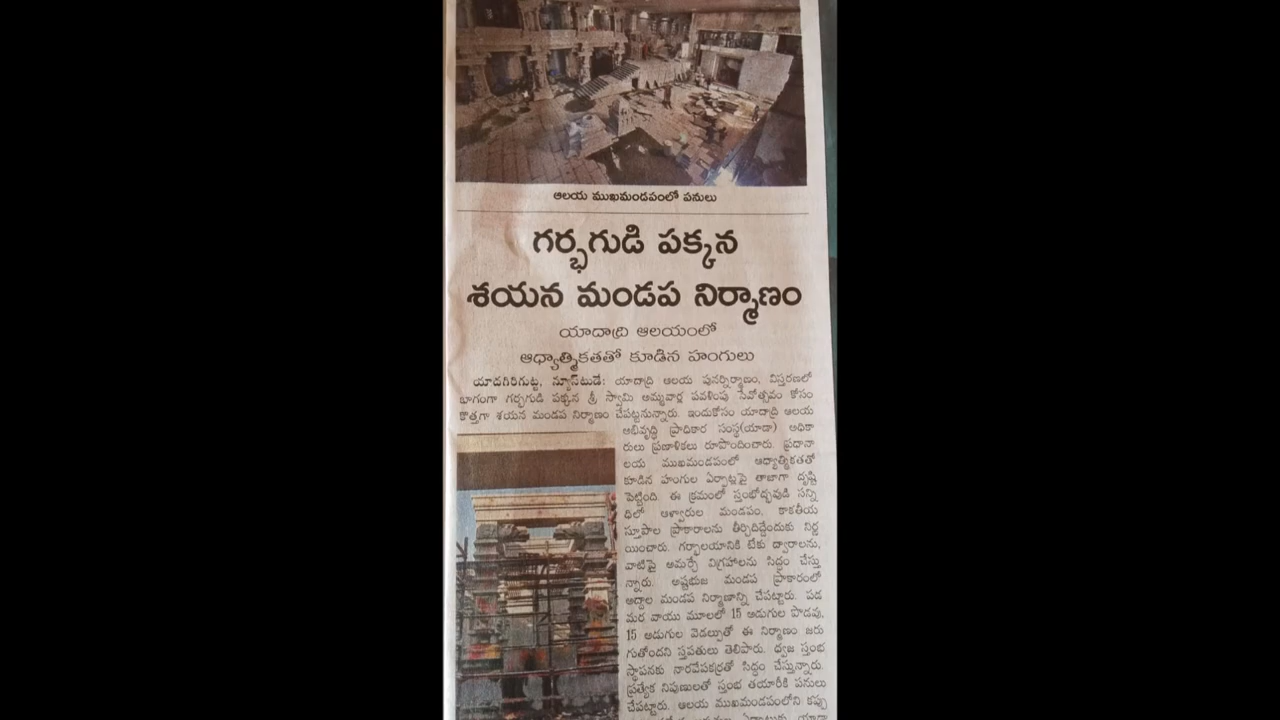 ఆలయ ముఖమండపంలో పనులు
గర్భగుడి పక్కన
శయన మండప నిర్మాణం
యాదాద్రి ఆలయంలో
ఆధ్యాత్మికతతో కూడిన హంగులు
యాదగిరిగుట్ట, న్యూస్‌టుడే: యాదాద్రి ఆలయ పునర్నిర్మాణం, విస్తరణలో
భాగంగా గర్భగుడి పక్కన శ్రీ స్వామి అమ్మవార్ల పవళింపు సేవోత్సవం కోసం
కొత్తగా శయన మండప నిర్మాణం చేపట్టనున్నారు. ఇందుకోసం యాదాద్రి ఆలయ
అభివృద్ధి ప్రాధికార సంస్థ(యాడా) అధికా
రులు ప్రణాళికలు రూపొందించారు. ప్రధానా
లయ ముఖమండపంలో ఆధ్యాత్మికతతో
కూడిన హంగుల ఏర్పాట్లపై తాజాగా దృష్టి
పెట్టింది. ఈ క్రమంలో స్తంభోద్భవుడి సన్ని
ధిలో ఆళ్వారుల మండపం, కాకతీయ
స్తూపాల ప్రాకారాలను తీర్చిదిద్దేందుకు నిర్ణ
యించారు. గర్భాలయానికి టేకు ద్వారాలను,
వాటిపై అమర్చే విగ్రహాలను సిద్ధం చేస్తు
న్నారు. అష్టభుజ మండప ప్రాకారంలో
అద్దాల మండప నిర్మాణాన్ని చేపట్టారు. పడ
మర వాయు మూలలో 15 అడుగుల పొడవు,
15 అడుగుల వెడల్పుతో ఈ నిర్మాణం జరు
గుతోందని స్తపతులు తెలిపారు. ధ్వజ స్తంభ
స్థాపనకు నారవేపకర్రతో సిద్ధం చేస్తున్నారు.
ప్రత్యేక నిపుణులతో స్తంభ తయారీకి పనులు
చేపట్టారు. ఆలయ ముఖమండపంలోని కప్పు